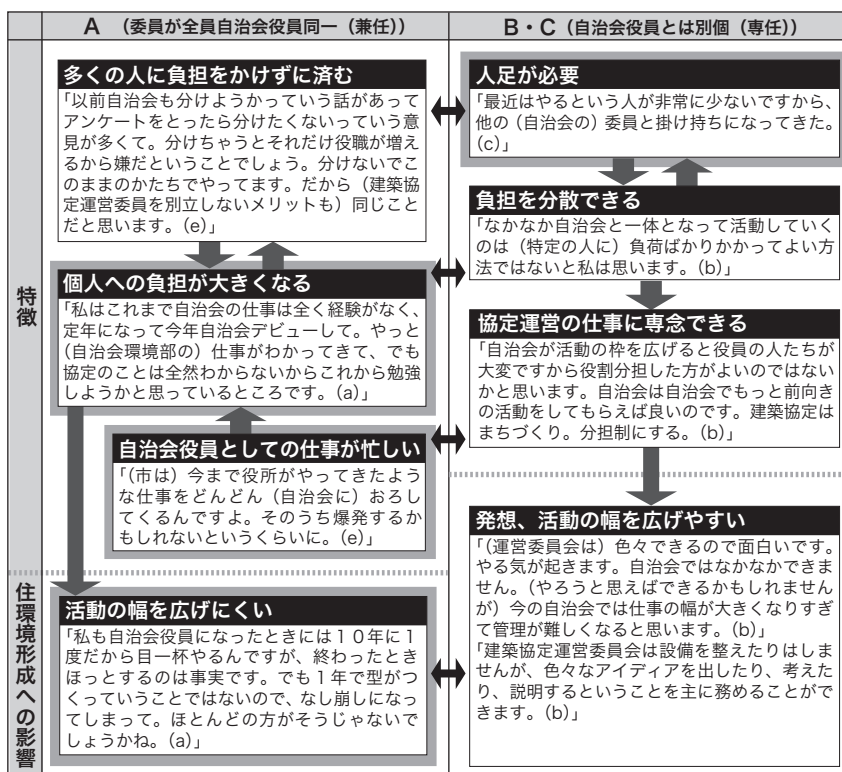 A （委員が全員自治会役員同一（兼任））
B・C（自治会役員とは別個（専任））
特徴
多くの人に負担をかけずに済む
「以前自治会も分けようかっていう話があって
アンケートをとったら分けたくないっていう意
見が多くて。分けちゃうとそれだけ役職が増え
るから嫌だということでしょう。分けないでこ
のままのかたちでやってます。だから（建築協
定運営委員を別立しないメリットも）同じこと
だと思います。(e)」
個人への負担が大きくなる
「私はこれまで自治会の仕事は全く経験がなく、
定年になって今年自治会デビューして。やっと
(自治会環境部の）仕事がわかってきて、でも
協定のことは全然わからないからこれから勉強
しようかと思っているところです。(a)」
自治会役員としての仕事が忙しい
「（市は）今まで役所がやってきたよう
な仕事をどんどん（自治会に）おろし
てくるんですよ。そのうち爆発するか
もしれないというくらいに。(e)」
人足が必要
「最近はやるという人が非常に少ないですから、
他の（自治会の）委員と掛け持ちになってきた。
(c)」
負担を分散できる
「なかなか自治会と一体となって活動していく
のは（特定の人に）負荷ばかりかかってよい方
法ではないと私は思います。(b)」
協定運営の仕事に専念できる
「自治会が活動の枠を広げると役員の人たちが
大変ですから役割分担した方がよいのではない
かと思います。自治会は自治会でもっと前向き
の活動をしてもらえば良いのです。建築協定は
まちづくり。分担制にする。(b)」
住環境形成への影響
活動の幅を広げにくい
「私も自治会役員になったときには１０年に１
度だから目一杯やるんですが、終わったとき
ほっとするのは事実です。でも１年で型がつ
くっていうことではないので、なし崩しになっ
てしまって。ほとんどの方がそうじゃないで
しょうかね。(a)」
発想、活動の幅を広げやすい
「（運営委員会は）色々できるので面白いです。
やる気が起きます。自治会ではなかなかできま
せん。（やろうと思えばできるかもしれません
が）今の自治会では仕事の幅が大きくなりすぎ
て管理が難しくなると思います。(b)」
「建築協定運営委員会は設備を整えたりはしま
せんが、色々なアイディアを出したり、考えた
り、説明するということを主に務めることがで
きます。(b)」